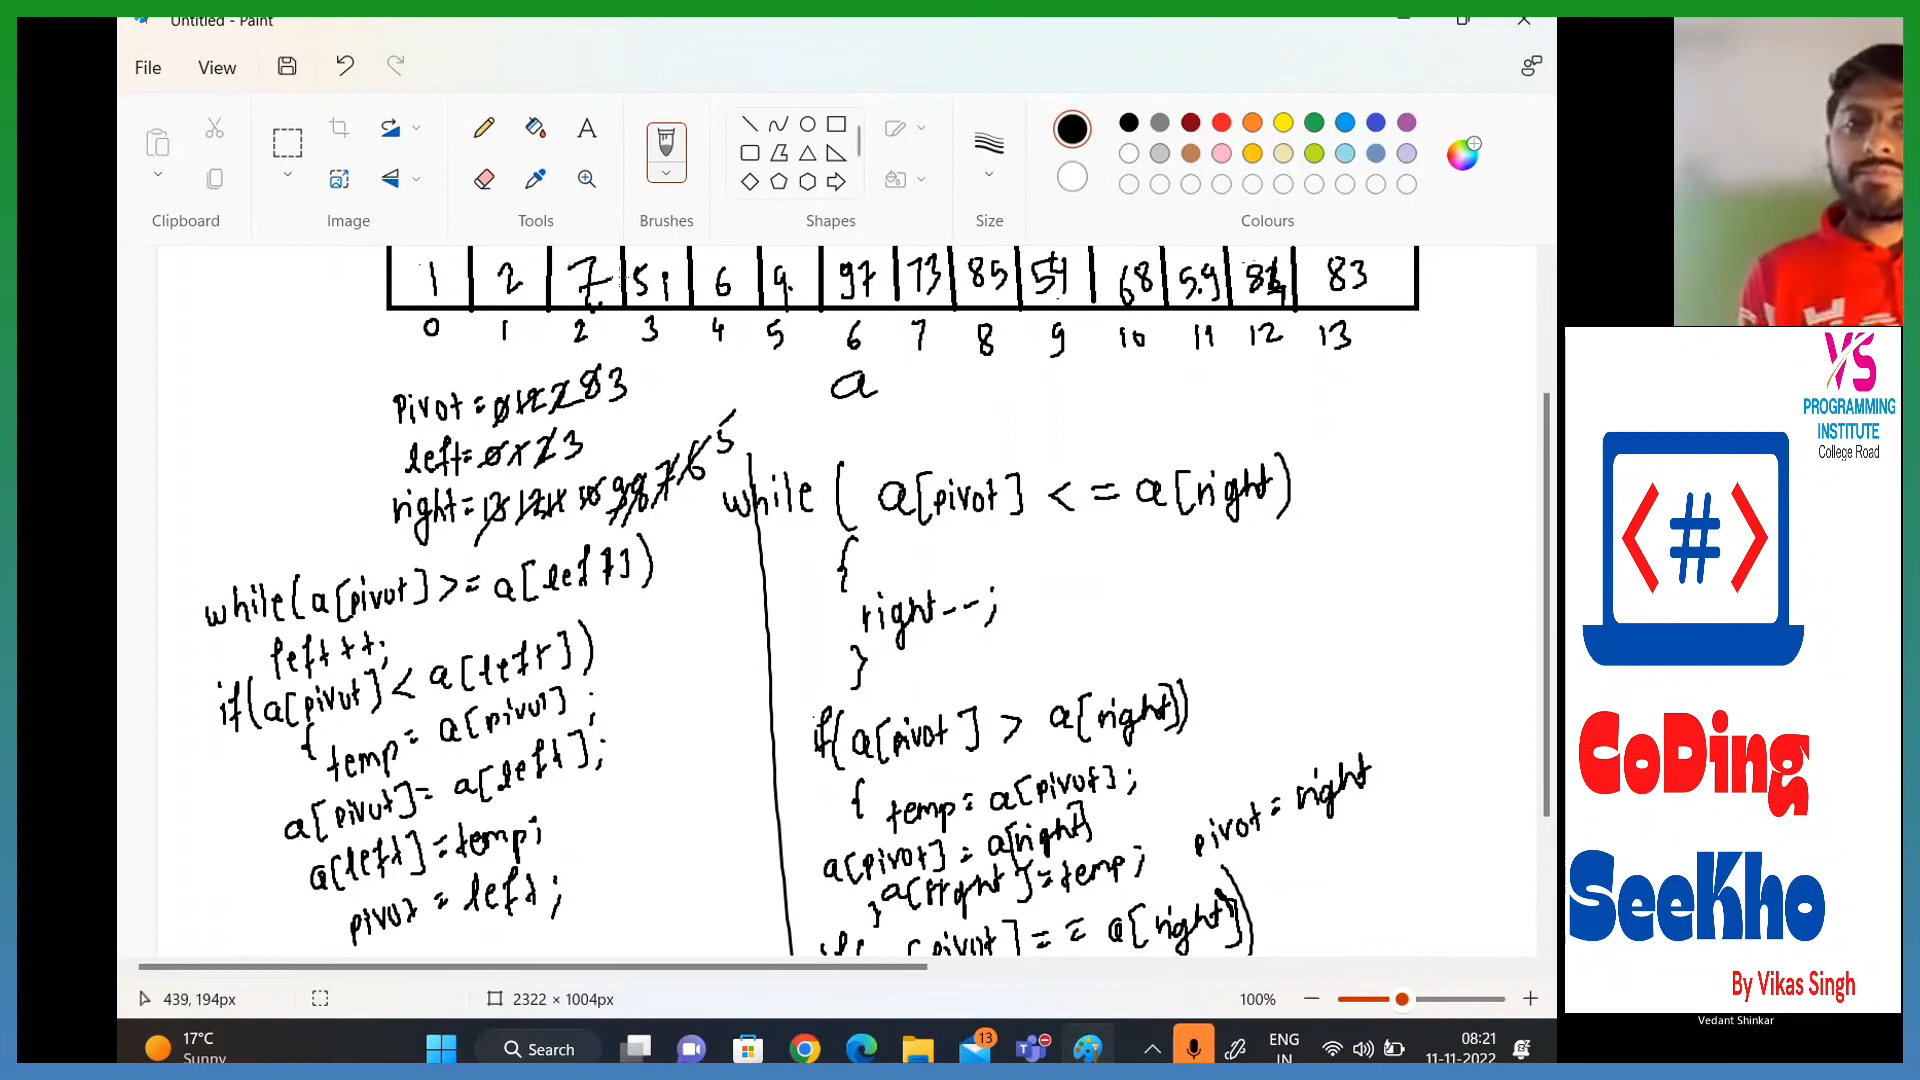 Untitled - Paint
File View
Clipboard Image Tools Brushes Shapes Size Colours
1 2 7 51 6 9 97 73 85 54 68 59 83
0 1 2 3 4 5 6 7 8 9 10 11 12 13
a
Pivot = 3
left = 3
right = 5
while(a[pivot] >= a[left])
left++;
if(a[pivot] < a[left])
{ temp = a[pivot];
a[pivot] = a[left];
a[left] = temp;
pivot = left;
while ( a[pivot] <= a[right])
{
right--;
}
if(a[pivot] > a[right])
{ temp = a[pivot];
a[pivot] = a[right]
a[right] = temp;
}
pivot = right
[pivot] == a[right])
439, 194px
2322 × 1004px
100%
17°C
Sunny
Search
13
ENG
IN
08:21
11-11-2022
VS
PROGRAMMING
INSTITUTE
College Road
<#>
CoDing
SeeKho
By Vikas Singh
Vedant Shinkar